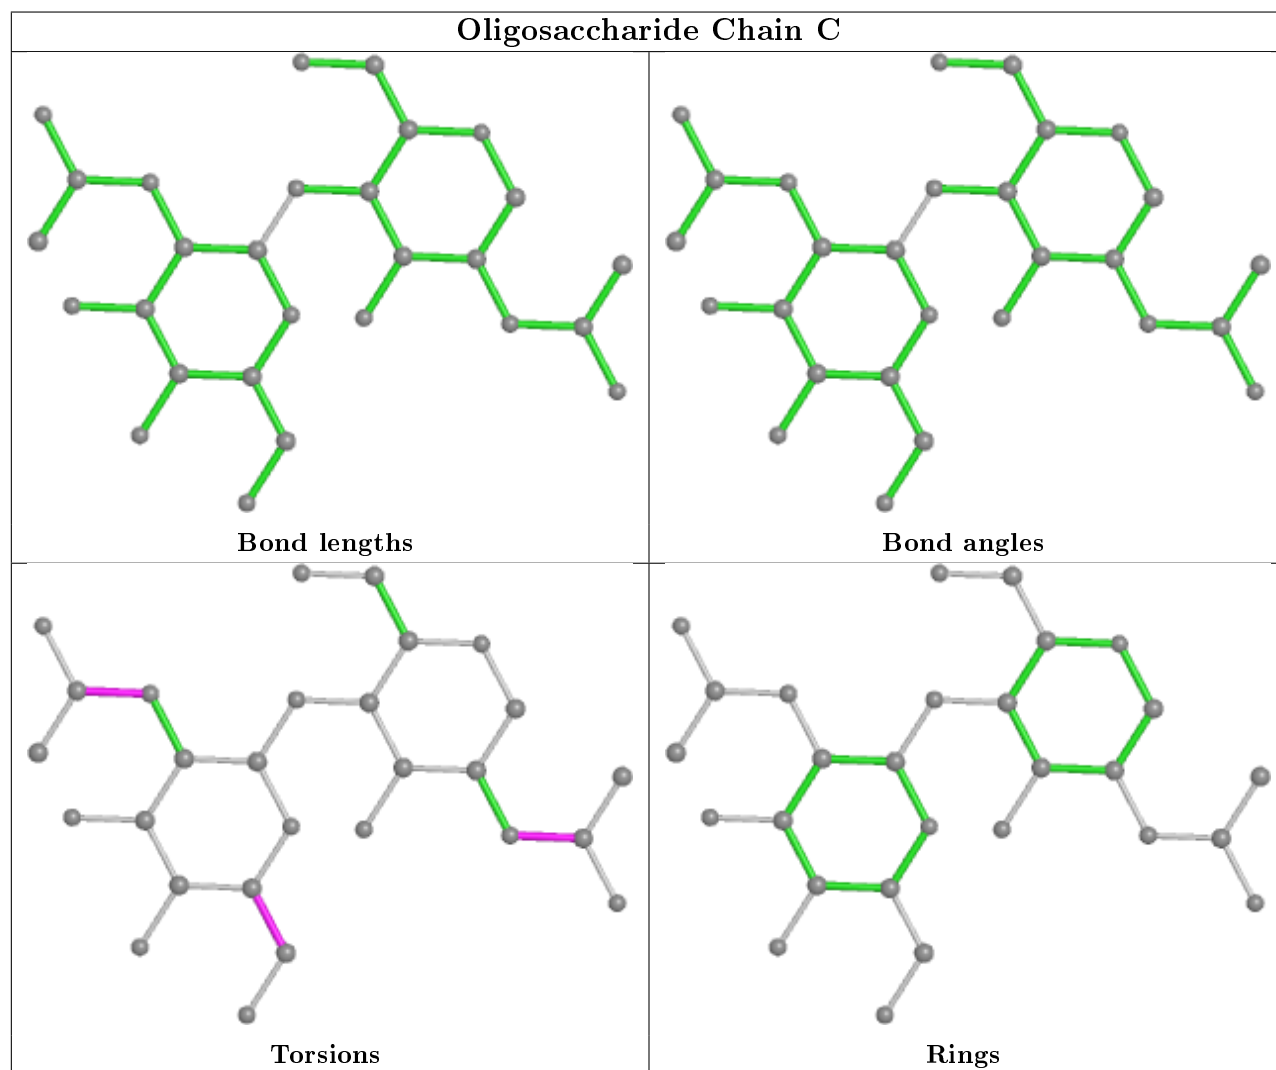 Oligosaccharide Chain C
Bond lengths
Bond angles
Torsions
Rings